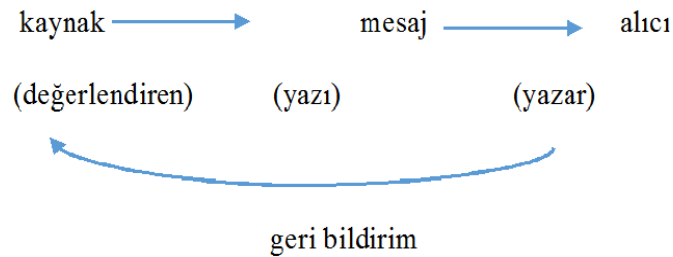 kaynak mesaj alıcı
(değerlendiren) (yazı) (yazar)
geri bildirim